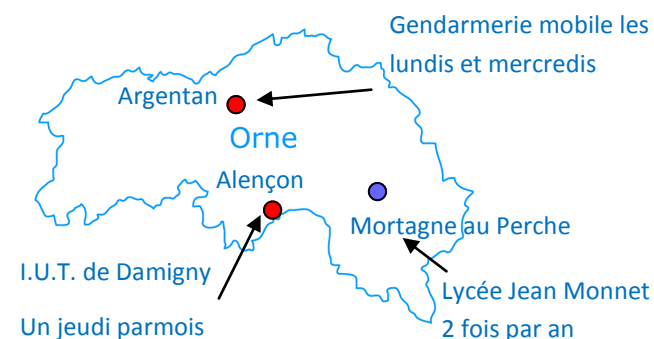 Gendarmerie mobile les
lundis et mercredis
Argentan
Orne
Alençon
Mortagne au Perche
I.U.T. de Damigny
Un jeudi parmois
Lycée Jean Monnet
2 fois par an